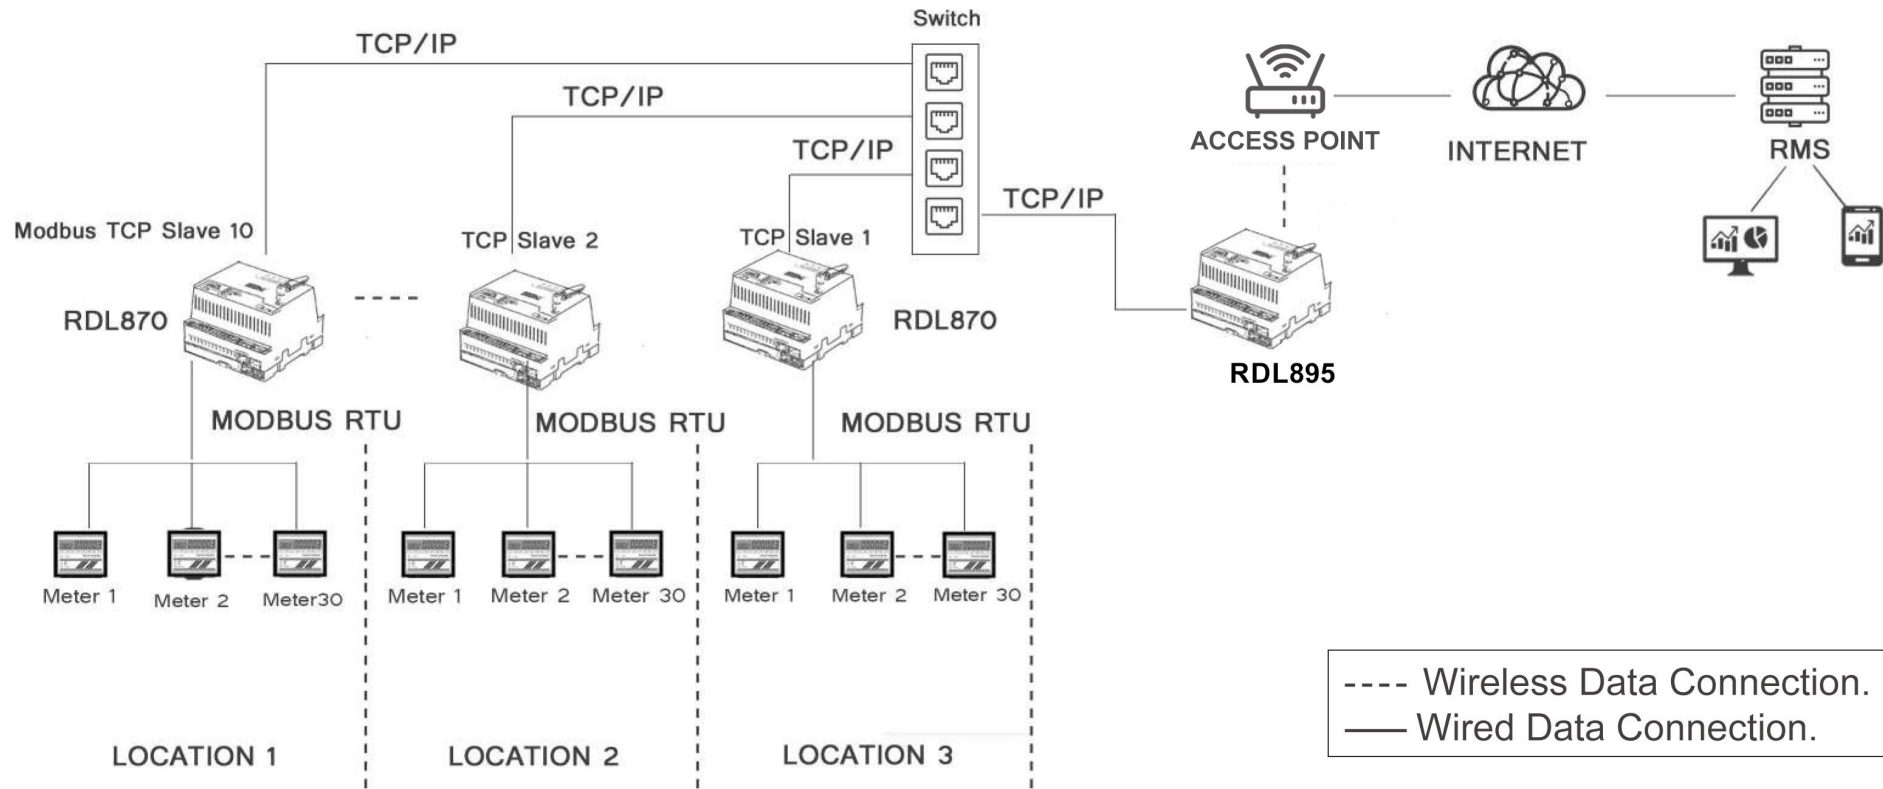 Switch
TCP/IP
TCP/IP
TCP/IP
TCP/IP
ACCESS POINT
INTERNET
RMS
Modbus TCP Slave 10
TCP Slave 2
TCP Slave 1
RDL870
RDL870
RDL895
MODBUS RTU
MODBUS RTU
MODBUS RTU
Meter 1
Meter 2
Meter30
Meter 1
Meter 2
Meter 30
Meter 1
Meter 2
Meter 30
LOCATION 1
LOCATION 2
LOCATION 3
---- Wireless Data Connection.
—— Wired Data Connection.